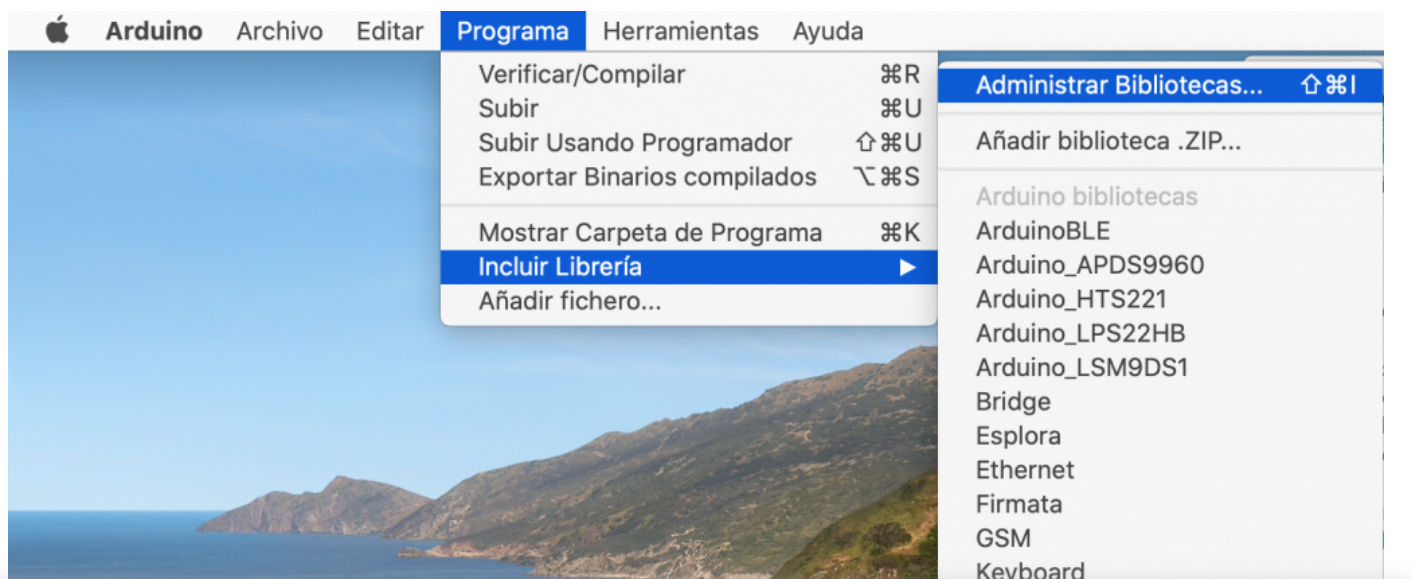 Arduino Archivo Editar Programa Herramientas Ayuda
Verificar/Compilar ⌘R
Subir ⌘U
Subir Usando Programador ⇧⌘U
Exportar Binarios compilados ⌥⌘S
Mostrar Carpeta de Programa ⌘K
Incluir Librería ▶
Añadir fichero...
Administrar Bibliotecas... ⇧⌘I
Añadir biblioteca .ZIP...
Arduino bibliotecas
ArduinoBLE
Arduino_APDS9960
Arduino_HTS221
Arduino_LPS22HB
Arduino_LSM9DS1
Bridge
Esplora
Ethernet
Firmata
GSM
Keyboard